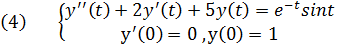 (4) {y''(t) + 2y'(t) + 5y(t) = e^{-t}sint
y'(0) = 0 ,y(0) = 1